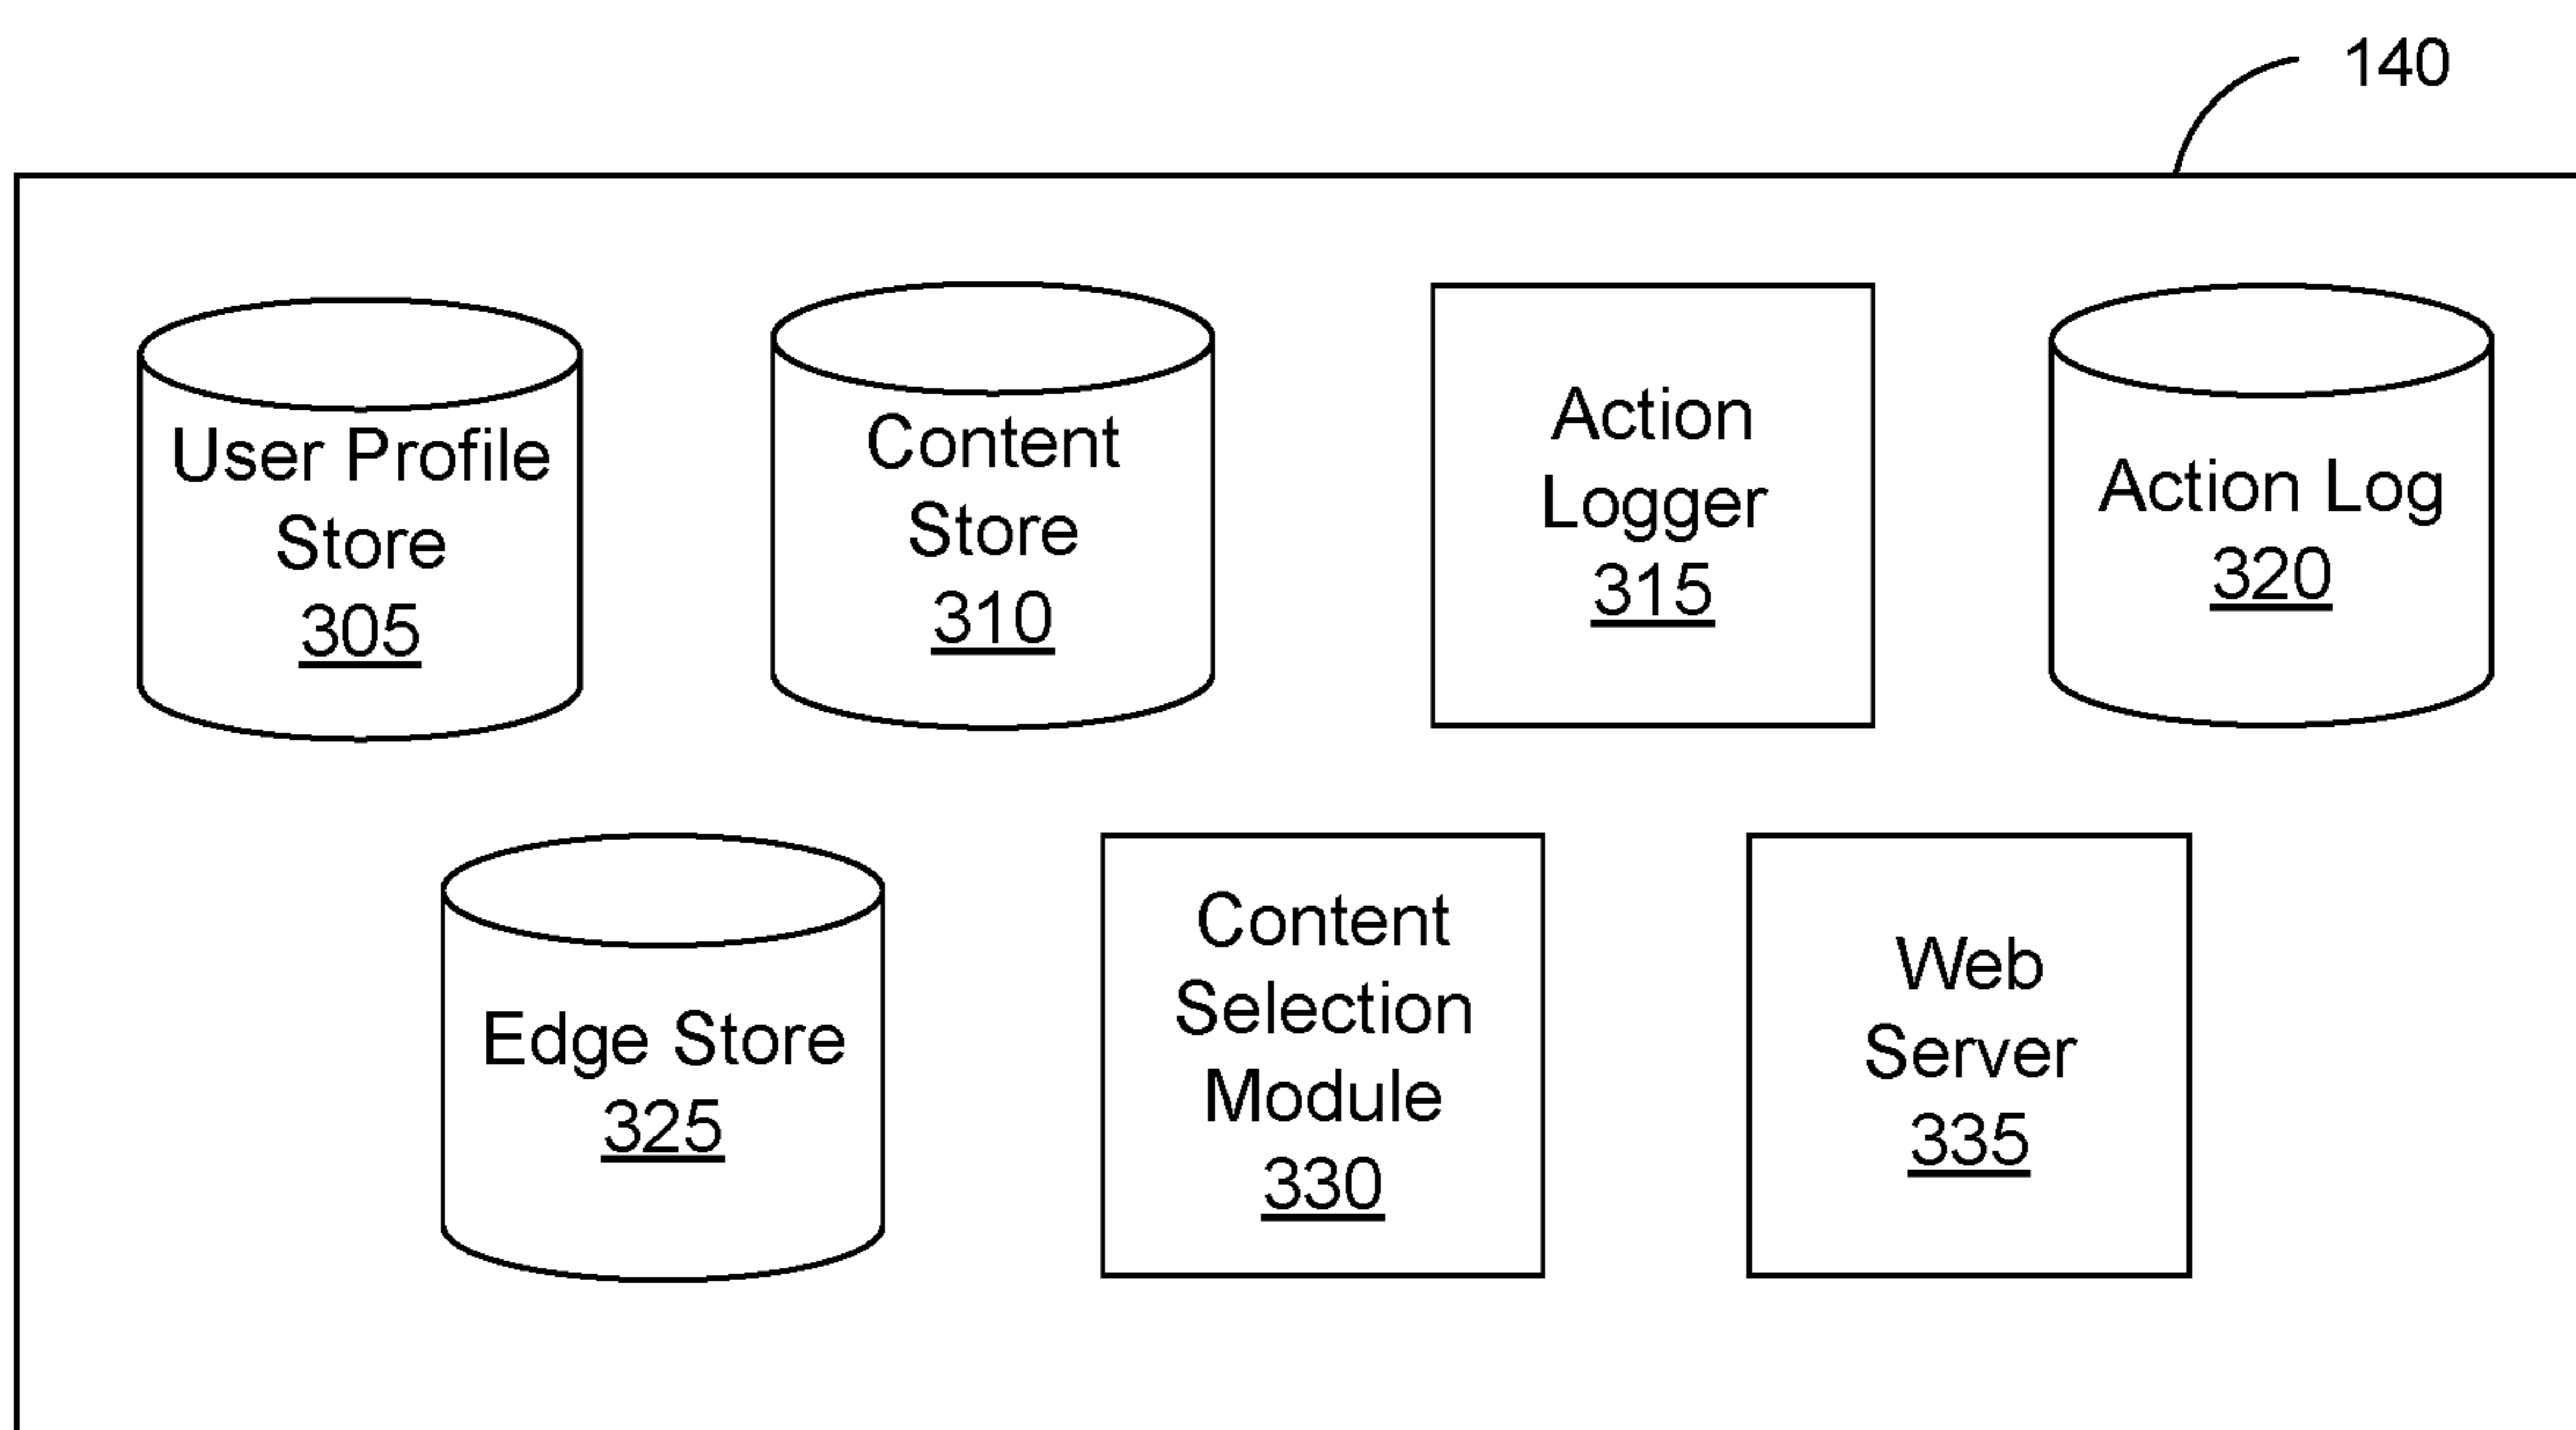 140
User Profile
Store
305
Content
Store
310
Action
Logger
315
Action Log
320
Edge Store
325
Content
Selection
Module
330
Web
Server
335